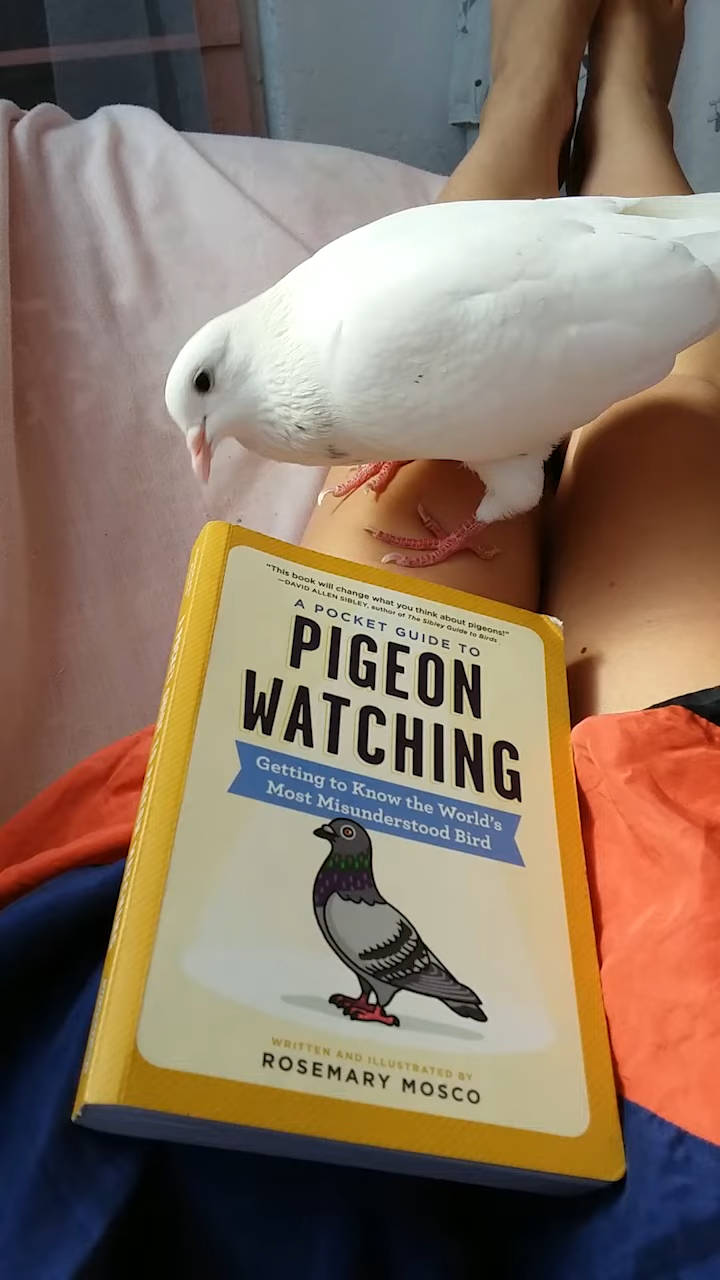 "This book will change what you think about pigeons!"
—DAVID ALLEN SIBLEY, author of The Sibley Guide to Birds
A POCKET GUIDE TO
PIGEON
WATCHING
Getting to Know the World's
Most Misunderstood Bird
WRITTEN AND ILLUSTRATED BY
ROSEMARY MOSCO